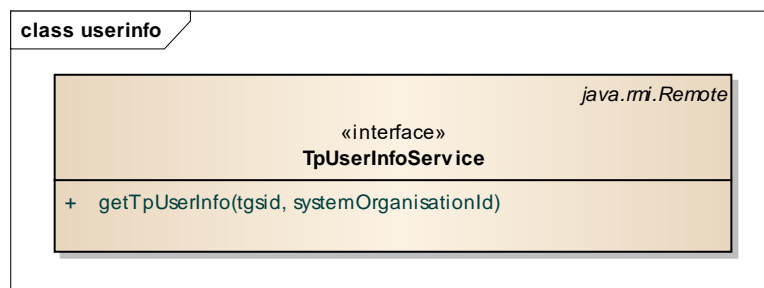 class userinfo
java.rmi.Remote
«interface»
TpUserInfoService
+ getTpUserInfo(tgsid, systemOrganisationId)